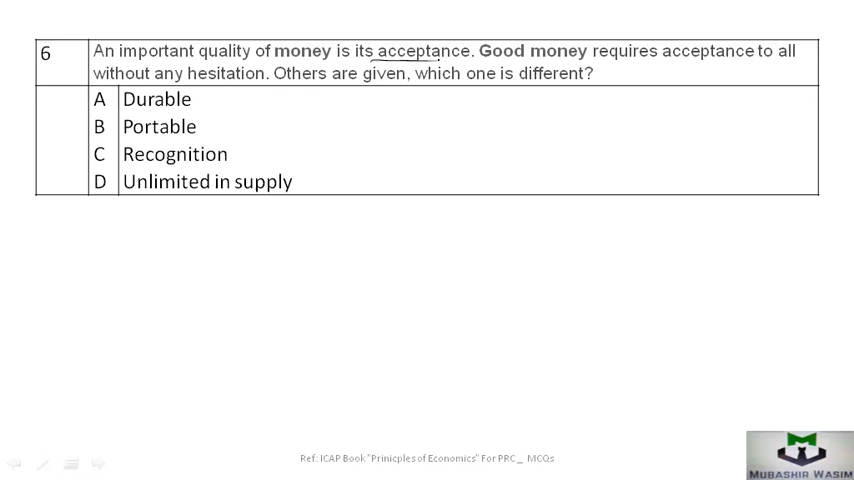 6 An important quality of money is its acceptance. Good money requires acceptance to all
without any hesitation. Others are given, which one is different?
A Durable
B Portable
C Recognition
D Unlimited in supply
Ref: ICAP Book "Prinicples of Economics" For PRC_ MCQs
MUBASHIR WASIM